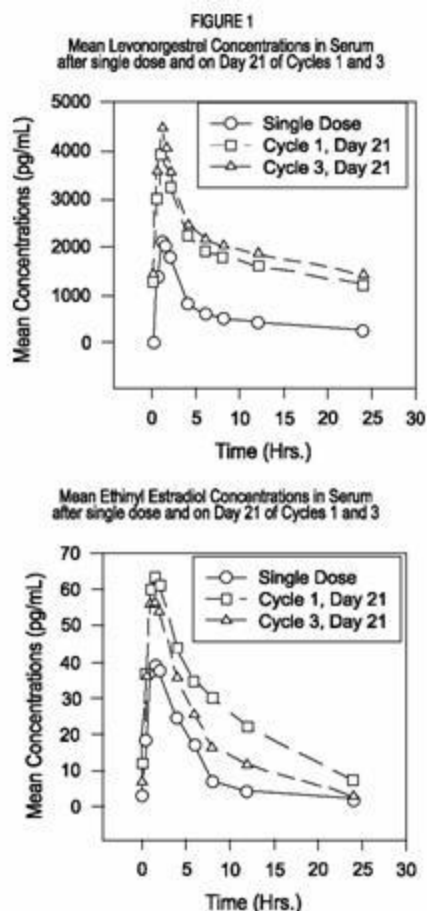 FIGURE 1
Mean Levonorgestrel Concentrations in Serum
after single dose and on Day 21 of Cycles 1 and 3
Mean Concentrations (pg/mL)
5000
4000
3000
2000
1000
0
Single Dose
Cycle 1, Day 21
Cycle 3, Day 21
0 5 10 15 20 25 30
Time (Hrs.)
Mean Ethinyl Estradiol Concentrations in Serum
after single dose and on Day 21 of Cycles 1 and 3
Mean Concentrations (pg/mL)
70
60
50
40
30
20
10
0
Single Dose
Cycle 1, Day 21
Cycle 3, Day 21
0 5 10 15 20 25 30
Time (Hrs.)